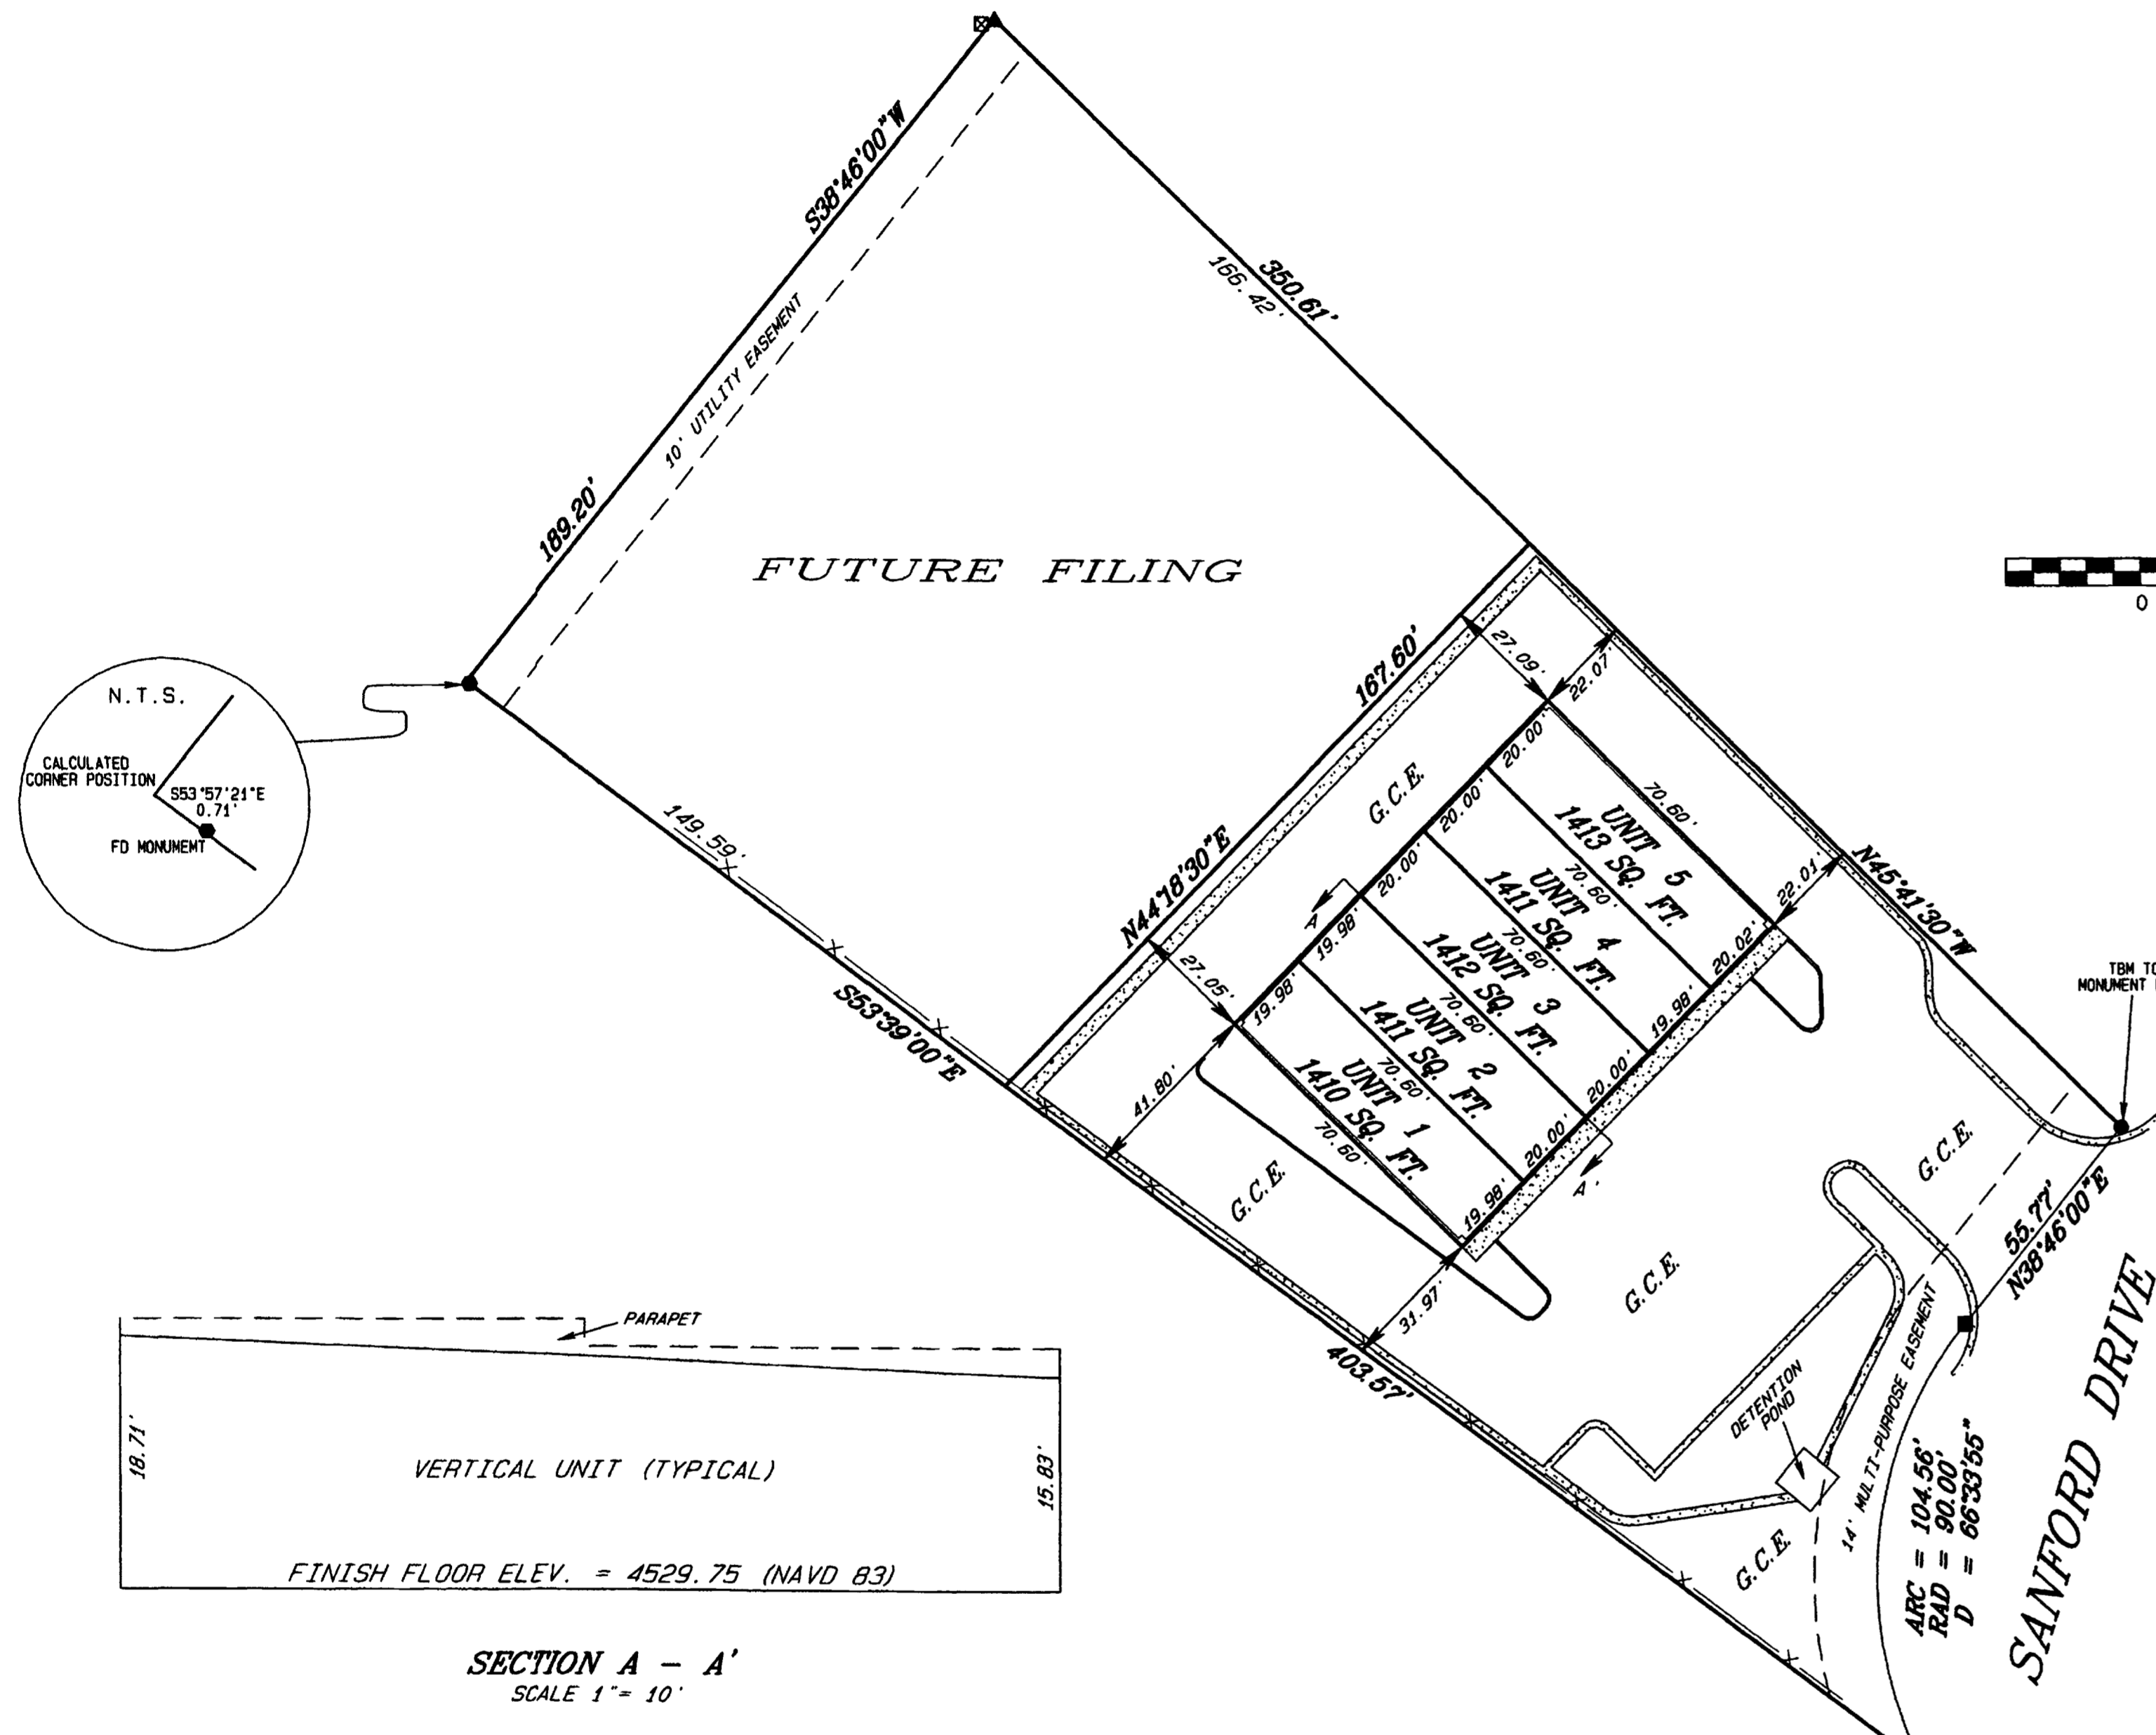 S38°46'00"W
189.20'
10' UTILITY EASEMENT
350.61'
166.42'
FUTURE FILING
0
N.T.S.
CALCULATED
CORNER POSITION
S53°57'21"E
0.71'
FD MONUMEMT
149.59'
S53°39'00"E
403.57'
167.60'
N44°18'30"E
27.09'
22.07'
G.C.E.
20.00'
20.00'
20.00'
19.98'
19.98'
A
27.05'
41.80'
70.60'
UNIT 5
1413 SQ. FT.
70.60'
UNIT 4
1411 SQ. FT.
70.60'
UNIT 3
1412 SQ. FT.
70.60'
UNIT 2
1411 SQ. FT.
70.60'
UNIT 1
1410 SQ. FT.
70.60'
22.01'
20.02'
19.98'
20.00'
20.00'
19.98'
A'
31.97'
G.C.E.
G.C.E.
N45°41'30"W
TBM TO
MONUMENT
G.C.E.
55.77'
N38°46'00"E
DETENTION
POND
14' MULTI-PURPOSE EASEMENT
G.C.E.
ARC = 104.56'
RAD = 90.00'
D = 66°33'55"
SANFORD DRIVE
PARAPET
18.71'
VERTICAL UNIT (TYPICAL)
15.83'
FINISH FLOOR ELEV. = 4529.75 (NAVD 83)
SECTION A - A'
SCALE 1"= 10'